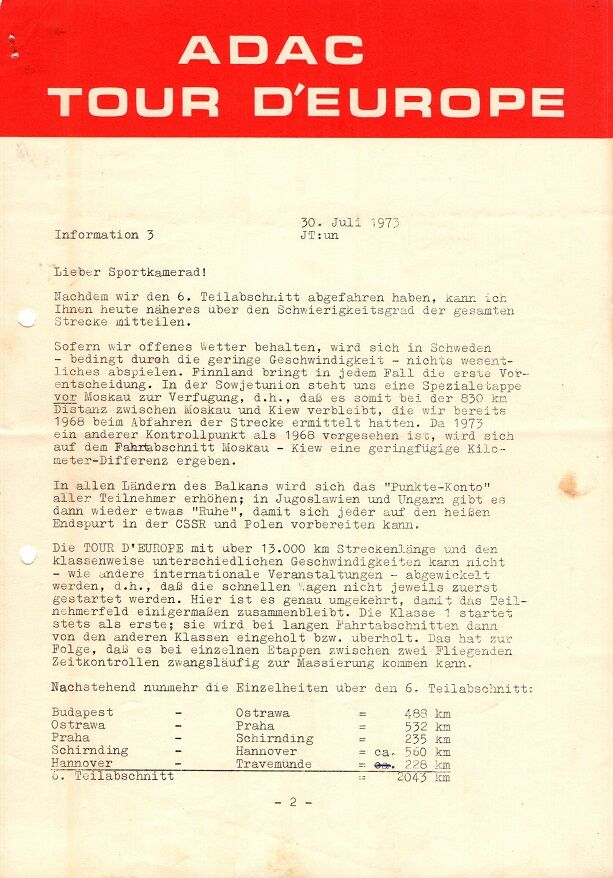 ADAC
TOUR D'EUROPE
30. Juli 1973
Information 3 JT:un
Lieber Sportkamerad!
Nachdem wir den 6. Teilabschnitt abgefahren haben, kann ich
Ihnen heute näheres über den Schwierigkeitsgrad der gesamten
Strecke mitteilen.
Sofern wir offenes Wetter behalten, wird sich in Schweden
- bedingt durch die geringe Geschwindigkeit - nichts wesent-
liches abspielen. Finnland bringt in jedem Fall die erste Vor-
entscheidung. In der Sowjetunion steht uns eine Spezialetappe
vor Moskau zur Verfugung, d.h., daß es somit bei der 830 km
Distanz zwischen Moskau und Kiew verbleibt, die wir bereits
1968 beim Abfahren der Strecke ermittelt hatten. Da 1973
ein anderer Kontrollpunkt als 1968 vorgesehen ist, wird sich
auf dem Fahrtabschnitt Moskau - Kiew eine geringfügige Kilo-
meter-Differenz ergeben.
In allen Ländern des Balkans wird sich das "Punkte-Konto"
aller Teilnehmer erhöhen; in Jugoslawien und Ungarn gibt es
dann wieder etwas "Ruhe", damit sich jeder auf den heißen
Endspurt in der CSSR und Polen vorbereiten kann.
Die TOUR D'EUROPE mit über 13.000 km Streckenlänge und den
klassenweise unterschiedlichen Geschwindigkeiten kann nicht
- wie andere internationale Veranstaltungen - abgewickelt
werden, d.h., daß die schnellen Wagen nicht jeweils zuerst
gestartet werden. Hier ist es genau umgekehrt, damit das Teil-
nehmerfeld einigermaßen zusammenbleibt. Die Klasse 1 startet
stets als erste; sie wird bei langen Fahrtabschnitten dann
von den anderen Klassen eingeholt bzw. uberholt. Das hat zur
Folge, daß es bei einzelnen Etappen zwischen zwei Fliegenden
Zeitkontrollen zwangsläufig zur Massierung kommen kann.
Nachstehend nunmehr die Einzelheiten über den 6. Teilabschnitt:
Budapest - Ostrawa = 488 km
Ostrawa - Praha = 532 km
Praha - Schirnding = 235 km
Schirnding - Hannover = ca. 560 km
Hannover - Travemunde = ca. 228 km
6. Teilabschnitt = 2043 km
- 2 -